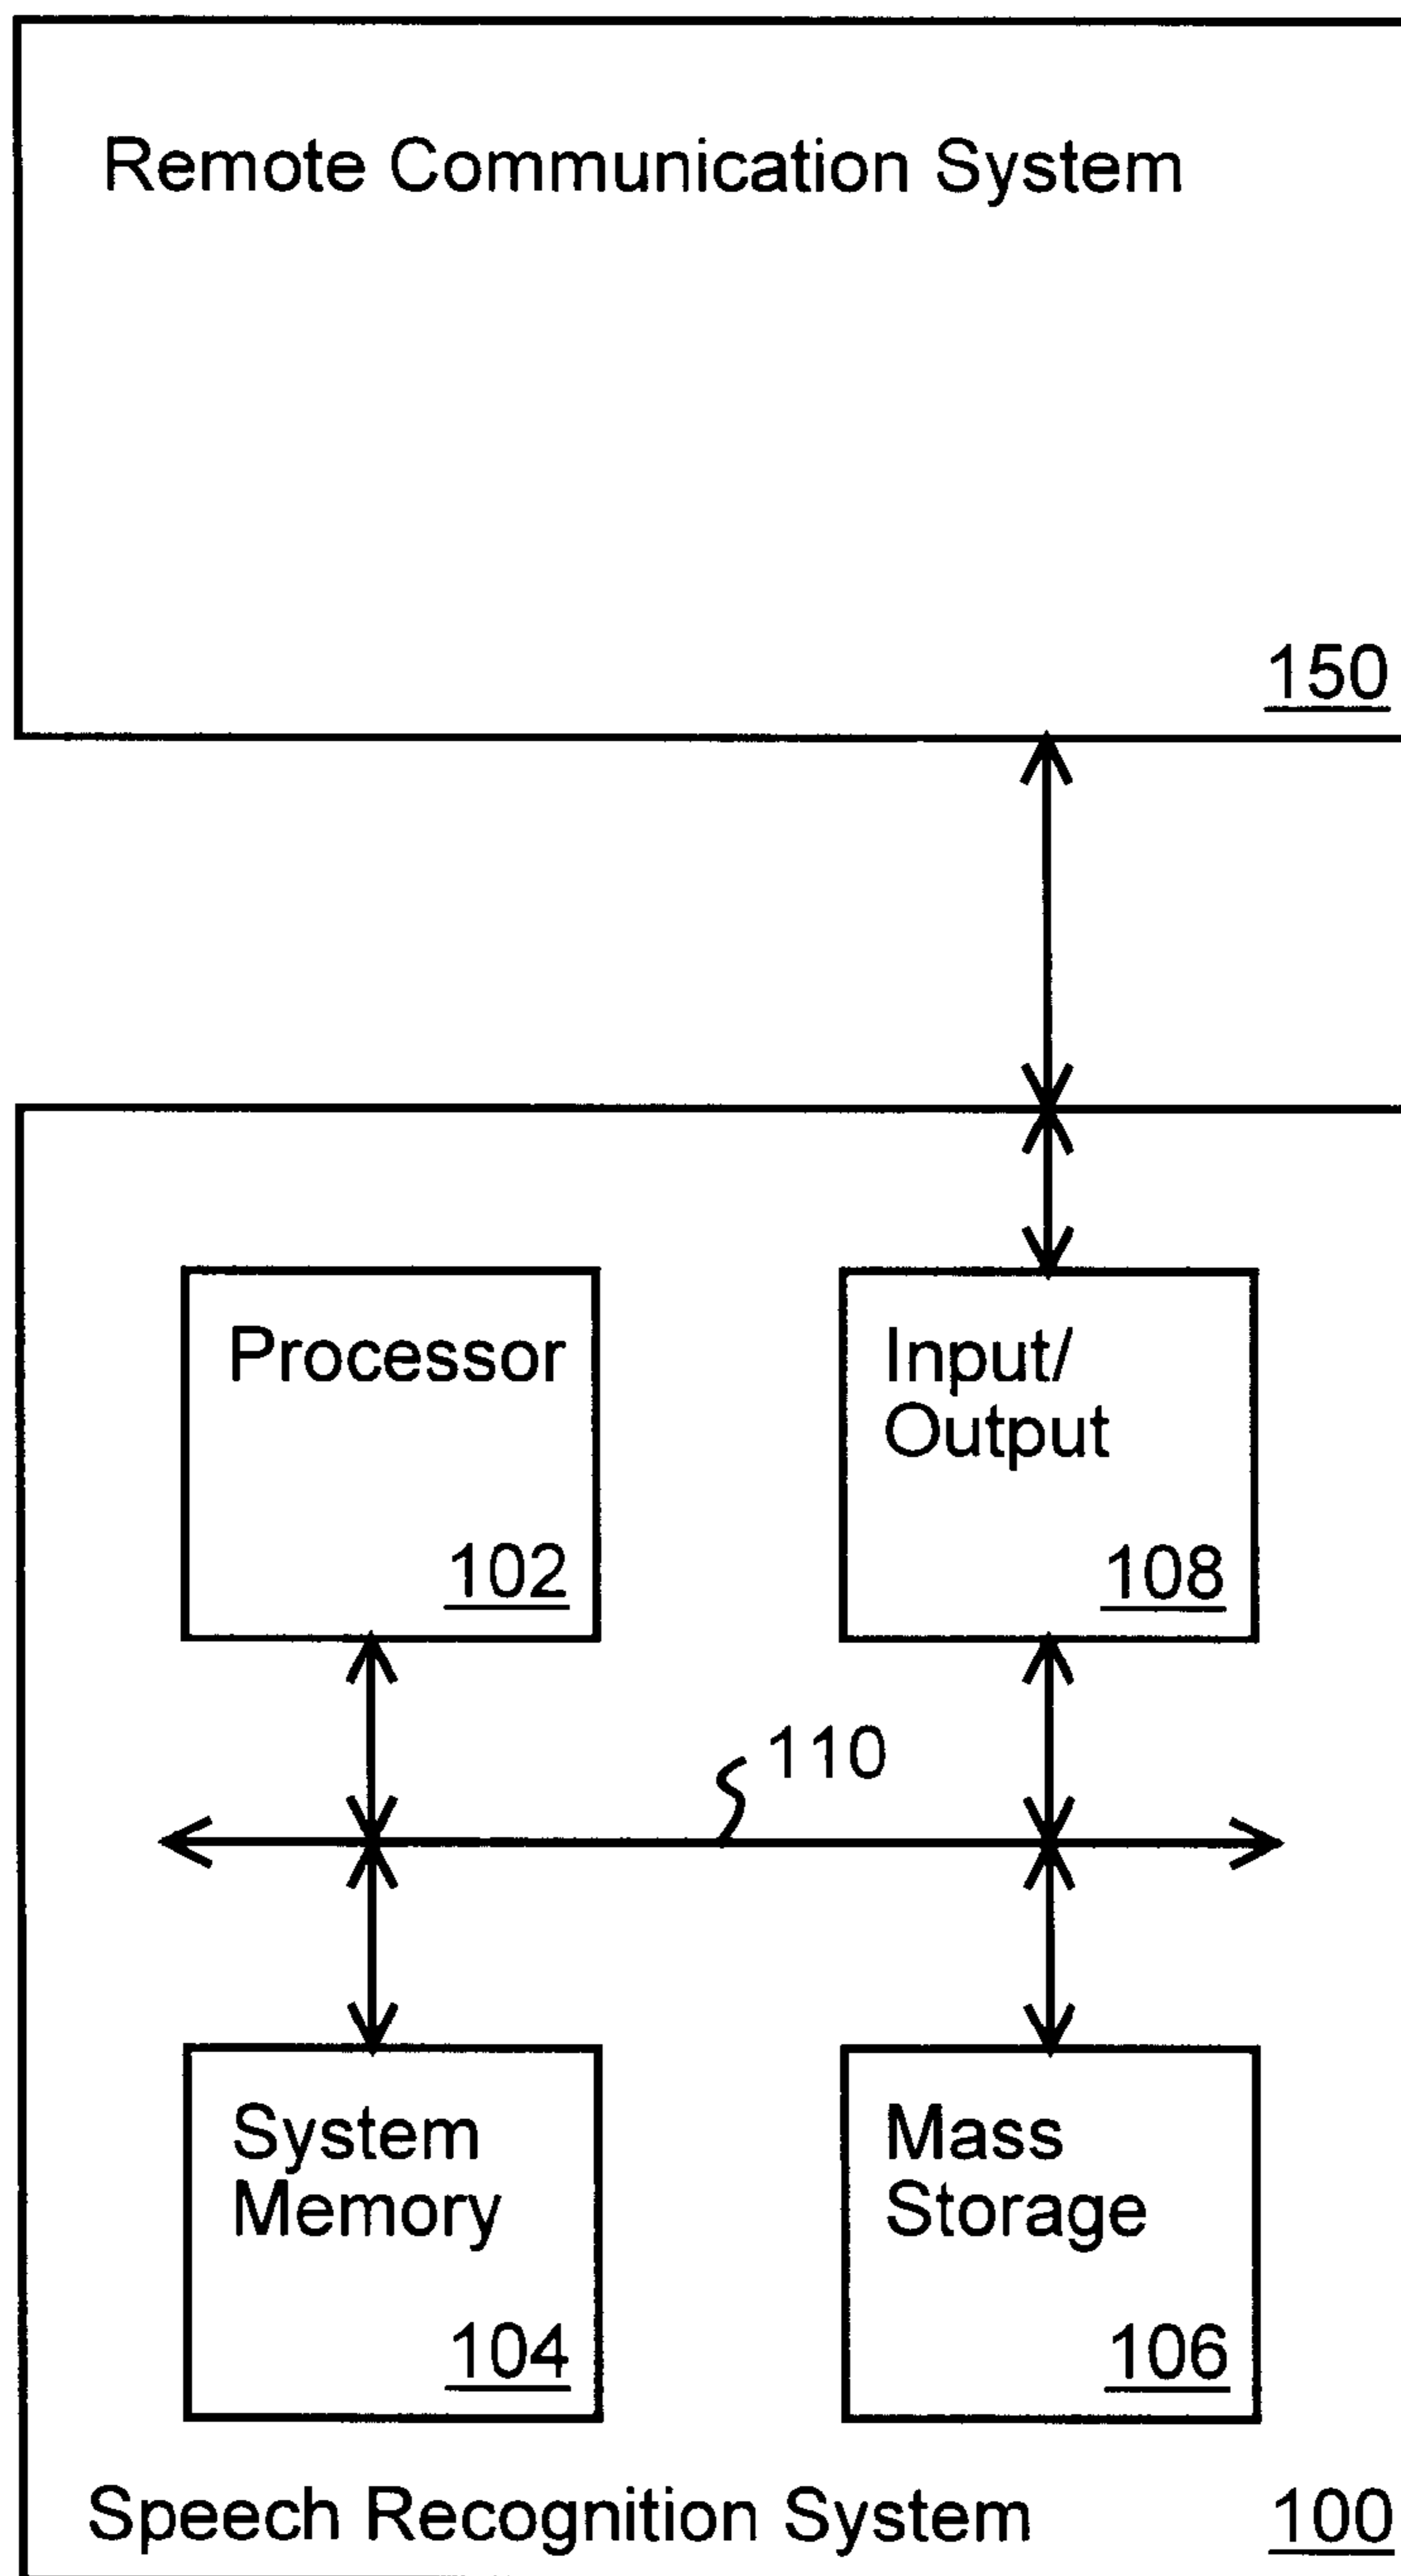 Remote Communication System
150
Processor
102
Input/
Output
108
110
System
Memory
104
Mass
Storage
106
Speech Recognition System
100